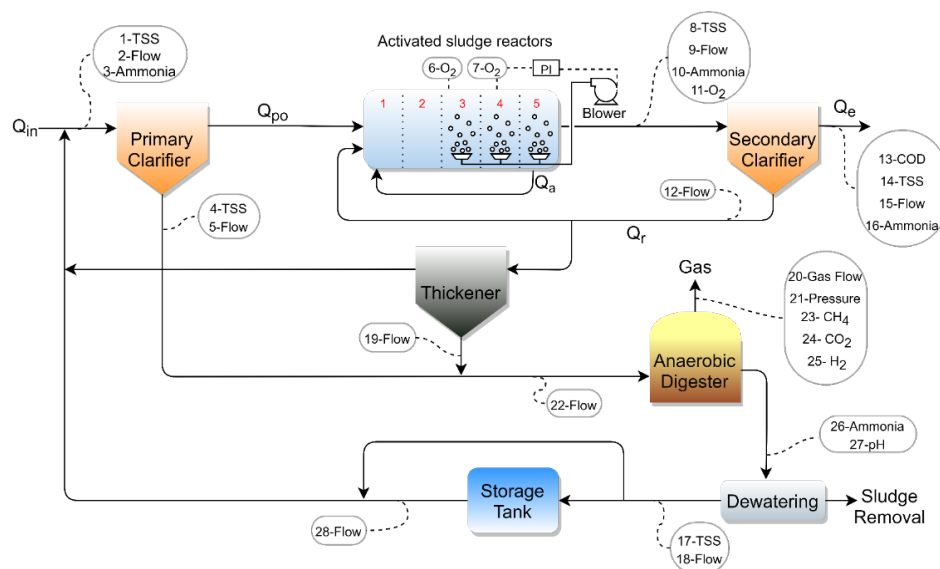 1-TSS
2-Flow
3-Ammonia
Activated sludge reactors
6-O2
7-O2
PI
Blower
8-TSS
9-Flow
10-Ammonia
11-O2
Qin
Primary
Clarifier
Qpo
1 2 3 4 5
Qa
Secondary
Clarifier
Qe
13-COD
14-TSS
15-Flow
16-Ammonia
4-TSS
5-Flow
12-Flow
Qr
Thickener
19-Flow
Gas
20-Gas Flow
21-Pressure
23- CH4
24- CO2
25- H2
Anaerobic
Digester
22-Flow
26-Ammonia
27-pH
Storage
Tank
Dewatering
Sludge
Removal
28-Flow
17-TSS
18-Flow